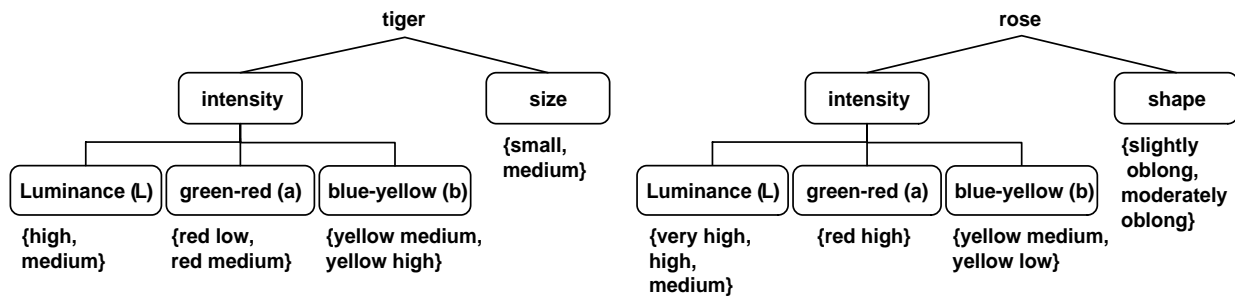 tiger
intensity
size
{small,
medium}
Luminance (L)
green-red (a)
blue-yellow (b)
{high,
medium}
{red low,
red medium}
{yellow medium,
yellow high}
rose
intensity
shape
{slightly
oblong,
moderately
oblong}
Luminance (L)
green-red (a)
blue-yellow (b)
{very high,
high,
medium}
{red high}
{yellow medium,
yellow low}